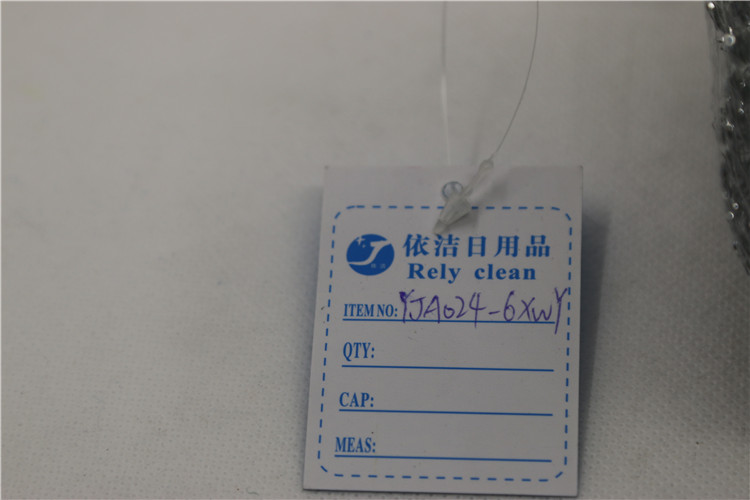 依洁日用品
Rely clean
ITEM NO: YJA024-6XWY
QTY:
CAP:
MEAS: